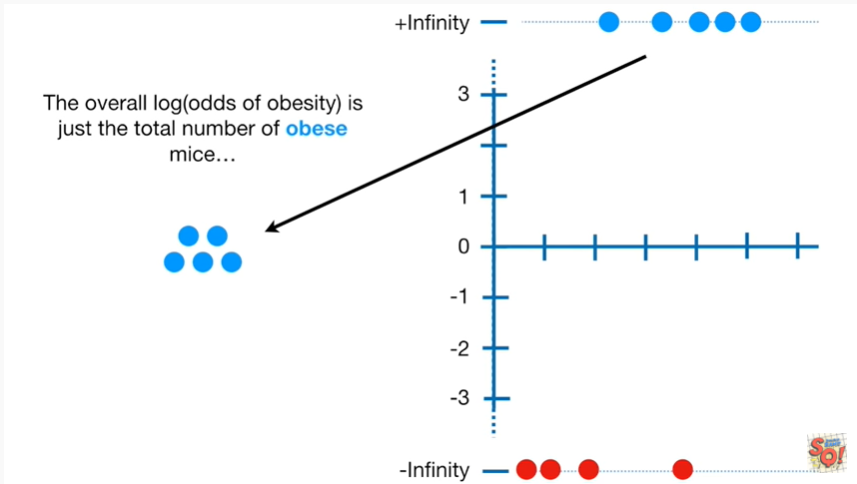 +Infinity
The overall log(odds of obesity) is
just the total number of obese
mice…
3
1
0
-1
-2
-3
-Infinity
SO!